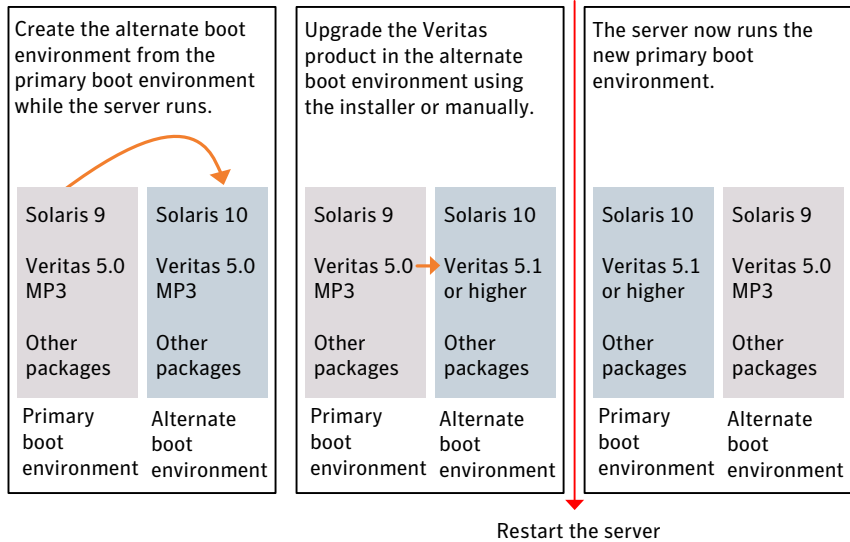 Create the alternate boot
environment from the
primary boot environment
while the server runs.
Solaris 9
Veritas 5.0
MP3
Other
packages
Primary
boot
environment
Solaris 10
Veritas 5.0
MP3
Other
packages
Alternate
boot
environment
Upgrade the Veritas
product in the alternate
boot environment using
the installer or manually.
Solaris 9
Veritas 5.0
MP3
Other
packages
Primary
boot
environment
Solaris 10
Veritas 5.1
or higher
Other
packages
Alternate
boot
environment
The server now runs the
new primary boot
environment.
Solaris 10
Veritas 5.1
or higher
Other
packages
Primary
boot
environment
Solaris 9
Veritas 5.0
MP3
Other
packages
Alternate
boot
environment
Restart the server